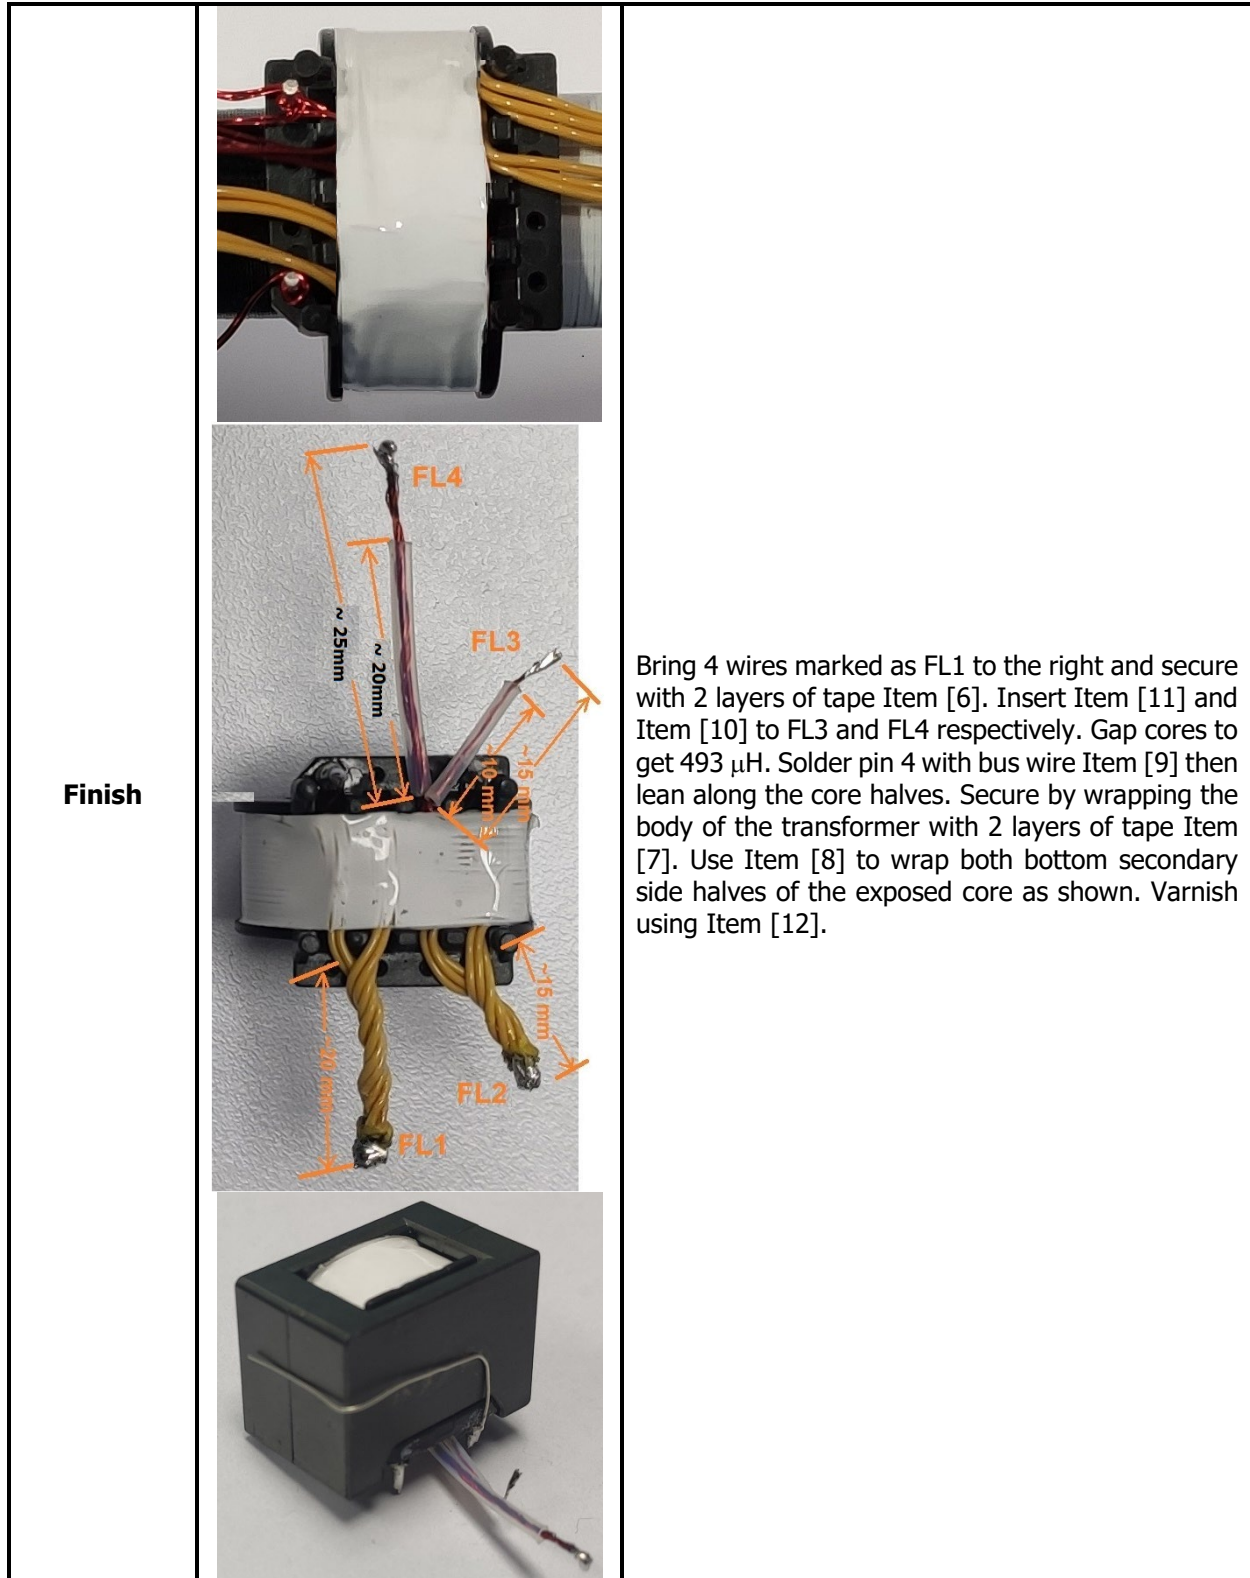 Finish
FL4
~ 25mm
~ 20mm
FL3
~10 mm
~15 mm
~15 mm
~20 mm
FL2
FL1
Bring 4 wires marked as FL1 to the right and secure
with 2 layers of tape Item [6]. Insert Item [11] and
Item [10] to FL3 and FL4 respectively. Gap cores to
get 493 μH. Solder pin 4 with bus wire Item [9] then
lean along the core halves. Secure by wrapping the
body of the transformer with 2 layers of tape Item
[7]. Use Item [8] to wrap both bottom secondary
side halves of the exposed core as shown. Varnish
using Item [12].